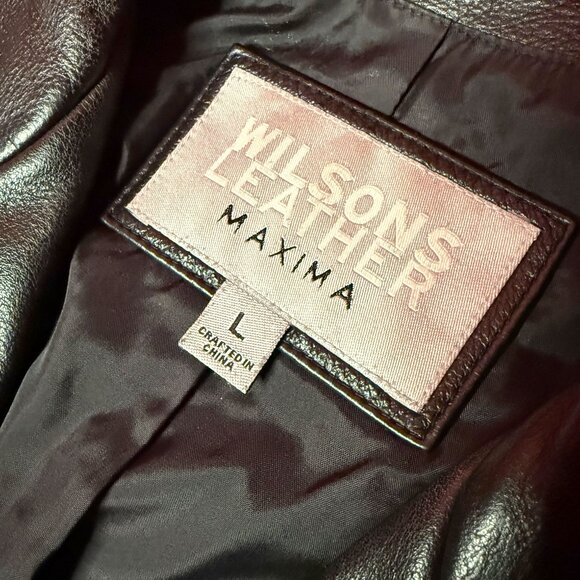 WILSONS
LEATHER
MAXIMA
L
CRAFTED IN
CHINA